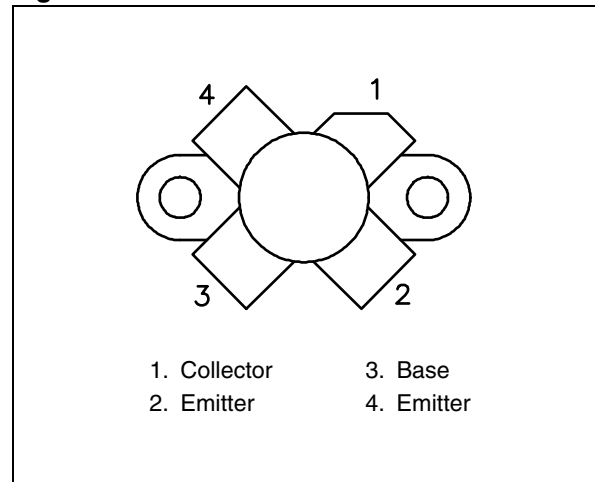 4
1
3
2
1. Collector
3. Base
2. Emitter
4. Emitter